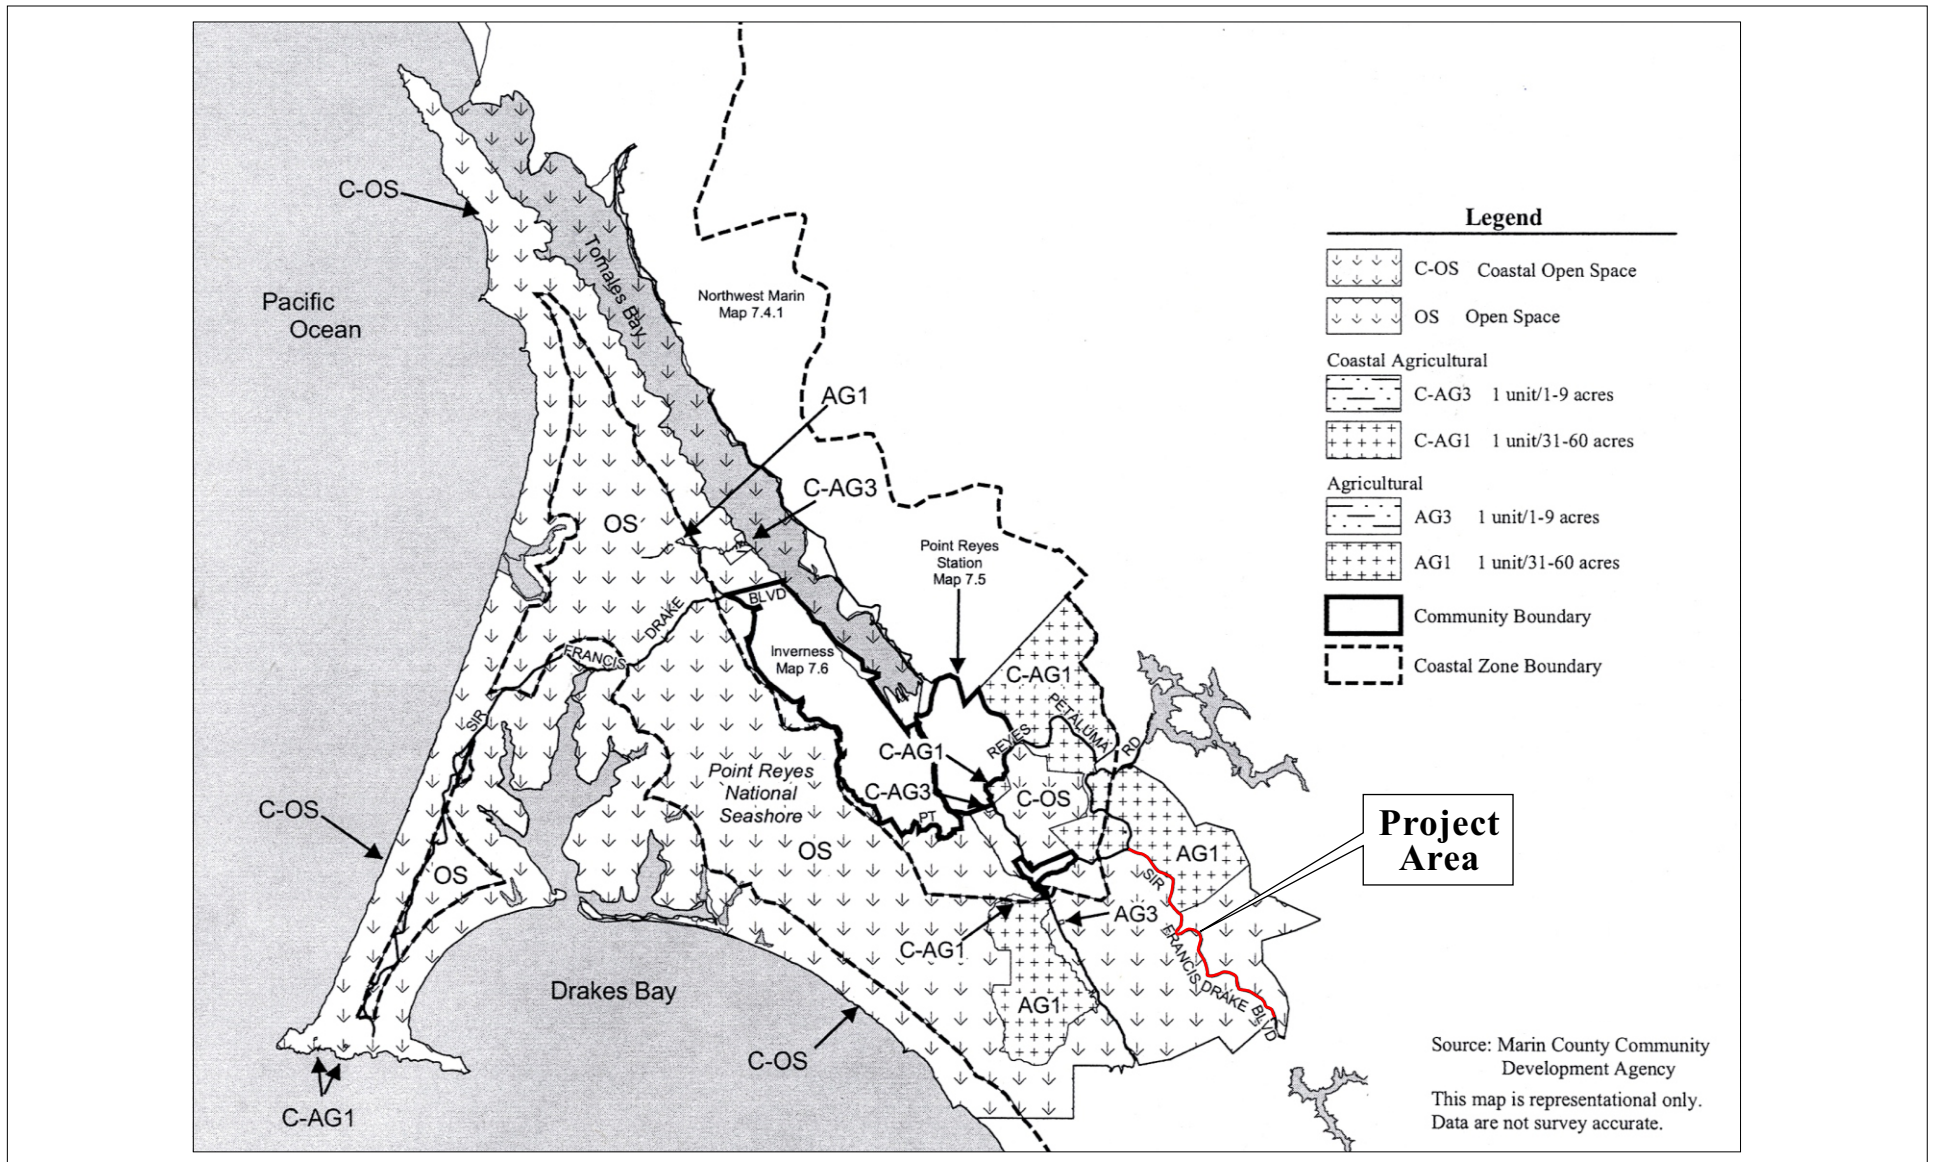 C-OS
Pacific
Ocean
Tomales Bay
Northwest Marin
Map 7.4.1
AG1
C-AG3
OS
Point Reyes
Station
Map 7.5
BLVD
DRAKE
FRANCIS
SIR
Inverness
Map 7.6
C-AG1
PETALUMA
REYES
RD
C-AG1
C-AG3
PT
C-OS
Point Reyes
National
Seashore
OS
C-OS
OS
AG1
SIR
FRANCIS DRAKE BLVD
AG3
C-AG1
AG1
Drakes Bay
C-OS
C-AG1
Project
Area
Legend
C-OS Coastal Open Space
OS Open Space
Coastal Agricultural
C-AG3 1 unit/1-9 acres
C-AG1 1 unit/31-60 acres
Agricultural
AG3 1 unit/1-9 acres
AG1 1 unit/31-60 acres
Community Boundary
Coastal Zone Boundary
Source: Marin County Community
Development Agency
This map is representational only.
Data are not survey accurate.